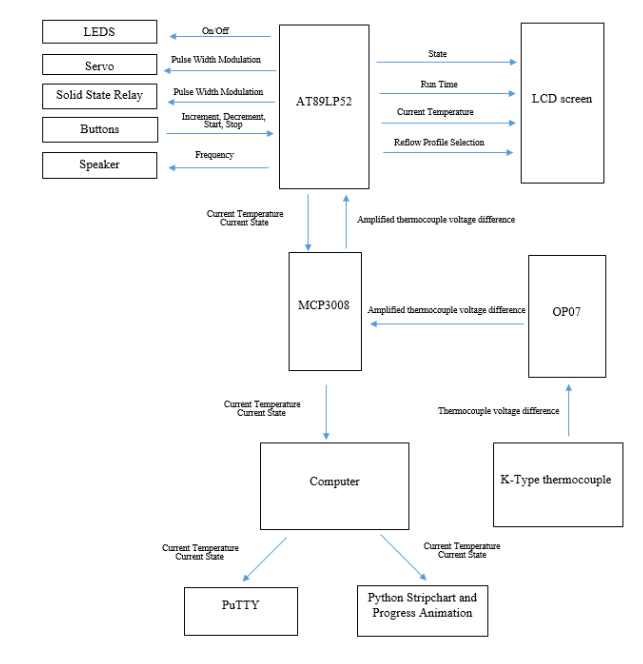 LEDS
On/Off
Servo
Pulse Width Modulation
Solid State Relay
Pulse Width Modulation
Buttons
Increment, Decrement,
Start, Stop
Speaker
Frequency
AT89LP52
State
Run Time
Current Temperature
Reflow Profile Selection
LCD screen
Current Temperature
Current State
Amplified thermocouple voltage difference
MCP3008
Amplified thermocouple voltage difference
OP07
Current Temperature
Current State
Thermocouple voltage difference
Computer
K-Type thermocouple
Current Temperature
Current State
Current Temperature
Current State
PuTTY
Python Stripchart and
Progress Animation